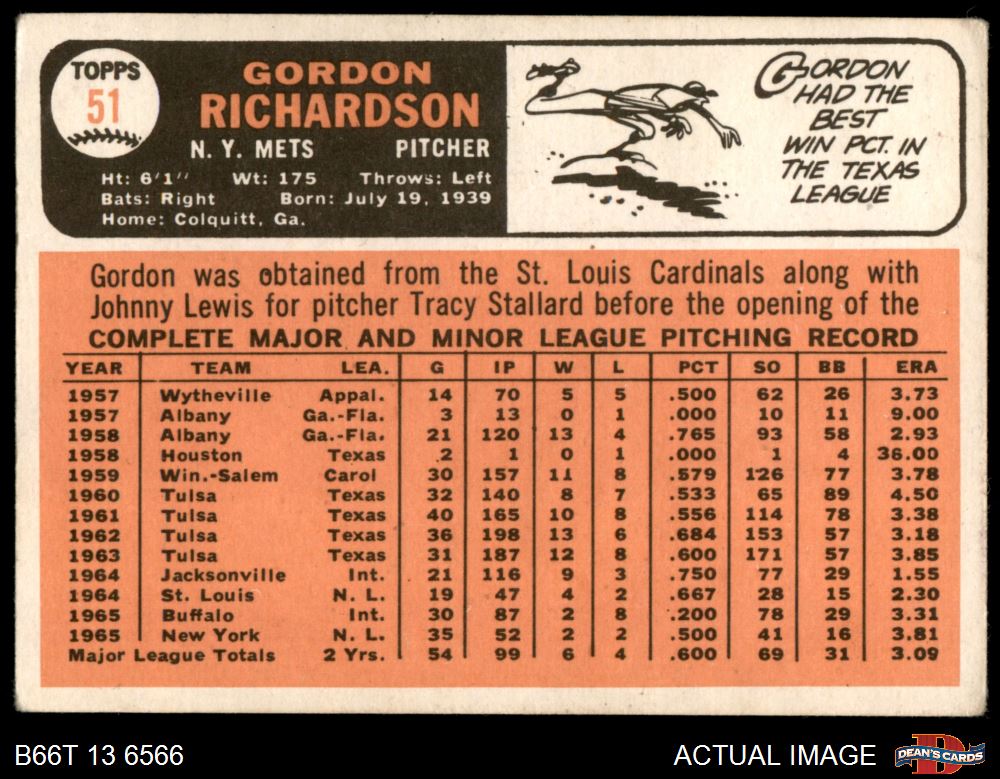 TOPPS
51
GORDON
RICHARDSON
N. Y. METS PITCHER
Ht: 6'1" Wt: 175 Throws: Left
Bats: Right Born: July 19, 1939
Home: Colquitt, Ga.
GORDON
HAD THE
BEST
WIN PCT. IN
THE TEXAS
LEAGUE
Gordon was obtained from the St. Louis Cardinals along with
Johnny Lewis for pitcher Tracy Stallard before the opening of the
COMPLETE MAJOR AND MINOR LEAGUE PITCHING RECORD
YEAR TEAM LEA. G IP W L PCT SO BB ERA
1957 Wytheville Appal. 14 70 5 5 .500 62 26 3.73
1957 Albany Ga.-Fla. 3 13 0 1 .000 10 11 9.00
1958 Albany Ga.-Fla. 21 120 13 4 .765 93 58 2.93
1958 Houston Texas 2 1 0 1 .000 1 4 36.00
1959 Win.-Salem Carol 30 157 11 8 .579 126 77 3.78
1960 Tulsa Texas 32 140 8 7 .533 65 89 4.50
1961 Tulsa Texas 40 165 10 8 .556 114 78 3.38
1962 Tulsa Texas 36 198 13 6 .684 153 57 3.18
1963 Tulsa Texas 31 187 12 8 .600 171 57 3.85
1964 Jacksonville Int. 21 116 9 3 .750 77 29 1.55
1964 St. Louis N. L. 19 47 4 2 .667 28 15 2.30
1965 Buffalo Int. 30 87 2 8 .200 78 29 3.31
1965 New York N. L. 35 52 2 2 .500 41 16 3.81
Major League Totals 2 Yrs. 54 99 6 4 .600 69 31 3.09
B66T 13 6566 ACTUAL IMAGE
DEAN'S CARDS